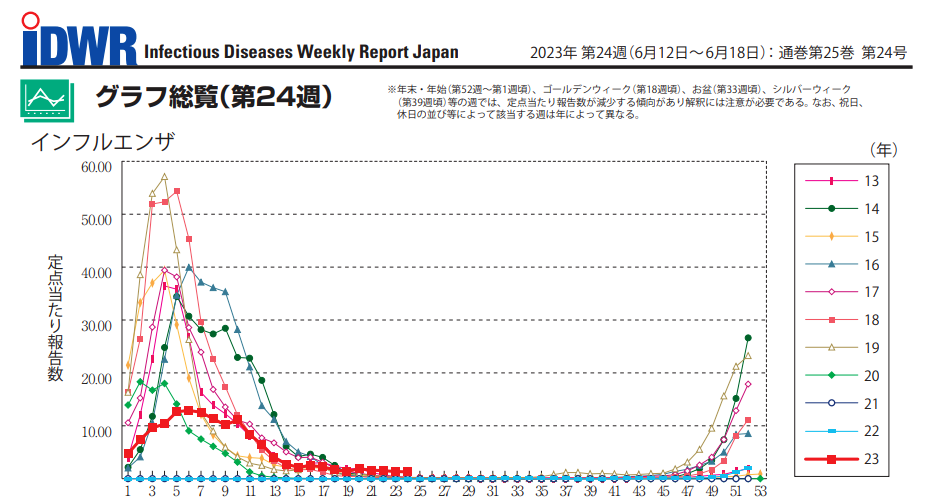 iDWR Infectious Diseases Weekly Report Japan
2023年 第24週（6月12日～6月18日）：通巻第25巻 第24号
グラフ総覧（第24週）
※年末・年始（第52週～第1週頃）、ゴールデンウィーク（第18週頃）、お盆（第33週頃）、シルバーウィーク
（第39週頃）等の週では、定点当たり報告数が減少する傾向があり解釈には注意が必要である。なお、祝日、
休日の並び等によって該当する週は年によって異なる。
インフルエンザ
（年）
60.00
50.00
40.00
30.00
20.00
10.00
定点当たり報告数
1 3 5 7 9 11 13 15 17 19 21 23 25 27 29 31 33 35 37 39 41 43 45 47 49 51 53
13
14
15
16
17
18
19
20
21
22
23